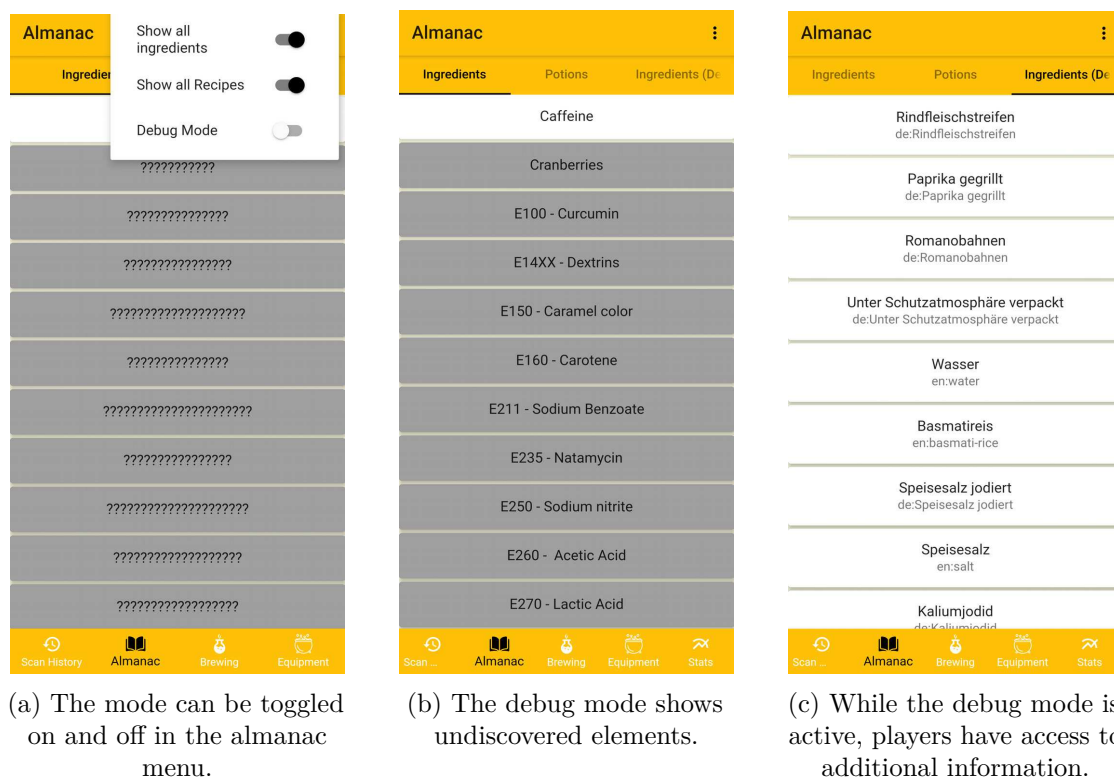 Almanac
Show all
ingredients
Show all Recipes
Debug Mode
Ingredier
???????????
???????????????
????????????????
????????????????????
???????????????
??????????????????????
????????????????
?????????????????????
???????????????????
??????????????????
Scan History Almanac Brewing Equipment
(a) The mode can be toggled
on and off in the almanac
menu.
Almanac
Ingredients Potions Ingredients (De
Caffeine
Cranberries
E100 - Curcumin
E14XX - Dextrins
E150 - Caramel color
E160 - Carotene
E211 - Sodium Benzoate
E235 - Natamycin
E250 - Sodium nitrite
E260 - Acetic Acid
E270 - Lactic Acid
Scan ... Almanac Brewing Equipment Stats
(b) The debug mode shows
undiscovered elements.
Almanac
Ingredients Potions Ingredients (De
Rindfleischstreifen
de:Rindfleischstreifen
Paprika gegrillt
de:Paprika gegrillt
Romanobahnen
de:Romanobahnen
Unter Schutzatmosphäre verpackt
de:Unter Schutzatmosphäre verpackt
Wasser
en:water
Basmatireis
en:basmati-rice
Speisesalz jodiert
de:Speisesalz jodiert
Speisesalz
en:salt
Kaliumjodid
de:Kaliumjodid
Scan ... Almanac Brewing Equipment Stats
(c) While the debug mode is
active, players have access to
additional information.